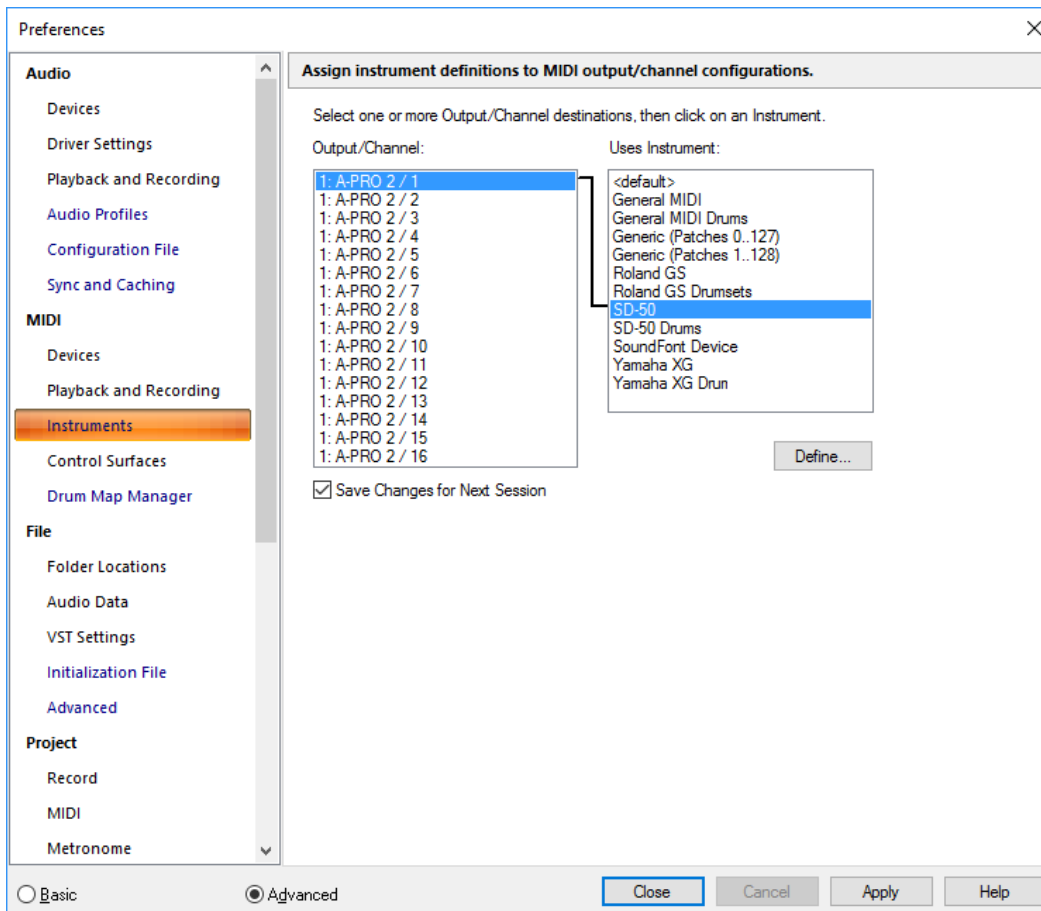 Preferences
Audio
Devices
Driver Settings
Playback and Recording
Audio Profiles
Configuration File
Sync and Caching
MIDI
Devices
Playback and Recording
Instruments
Control Surfaces
Drum Map Manager
File
Folder Locations
Audio Data
VST Settings
Initialization File
Advanced
Project
Record
MIDI
Metronome
Assign instrument definitions to MIDI output/channel configurations.
Select one or more Output/Channel destinations, then click on an Instrument.
Output/Channel:
1: A-PRO 2 / 1
1: A-PRO 2 / 2
1: A-PRO 2 / 3
1: A-PRO 2 / 4
1: A-PRO 2 / 5
1: A-PRO 2 / 6
1: A-PRO 2 / 7
1: A-PRO 2 / 8
1: A-PRO 2 / 9
1: A-PRO 2 / 10
1: A-PRO 2 / 11
1: A-PRO 2 / 12
1: A-PRO 2 / 13
1: A-PRO 2 / 14
1: A-PRO 2 / 15
1: A-PRO 2 / 16
Uses Instrument:
<default>
General MIDI
General MIDI Drums
Generic (Patches 0..127)
Generic (Patches 1..128)
Roland GS
Roland GS Drumsets
SD-50
SD-50 Drums
SoundFont Device
Yamaha XG
Yamaha XG Drun
Define...
Save Changes for Next Session
Basic
Advanced
Close
Cancel
Apply
Help